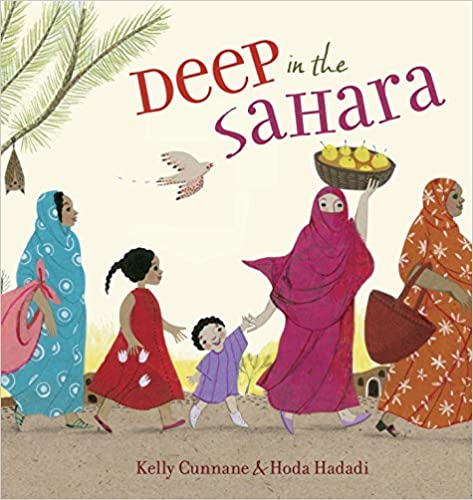 Deep in the
Sahara
Kelly Cunnane & Hoda Hadadi